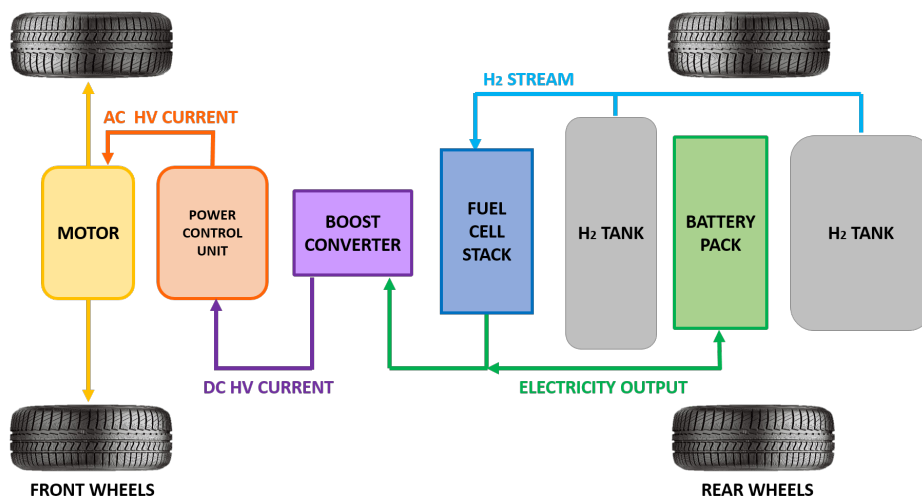 H₂ STREAM
AC HV CURRENT
MOTOR
POWER
CONTROL
UNIT
BOOST
CONVERTER
FUEL
CELL
STACK
H₂ TANK
BATTERY
PACK
H₂ TANK
DC HV CURRENT
ELECTRICITY OUTPUT
FRONT WHEELS
REAR WHEELS